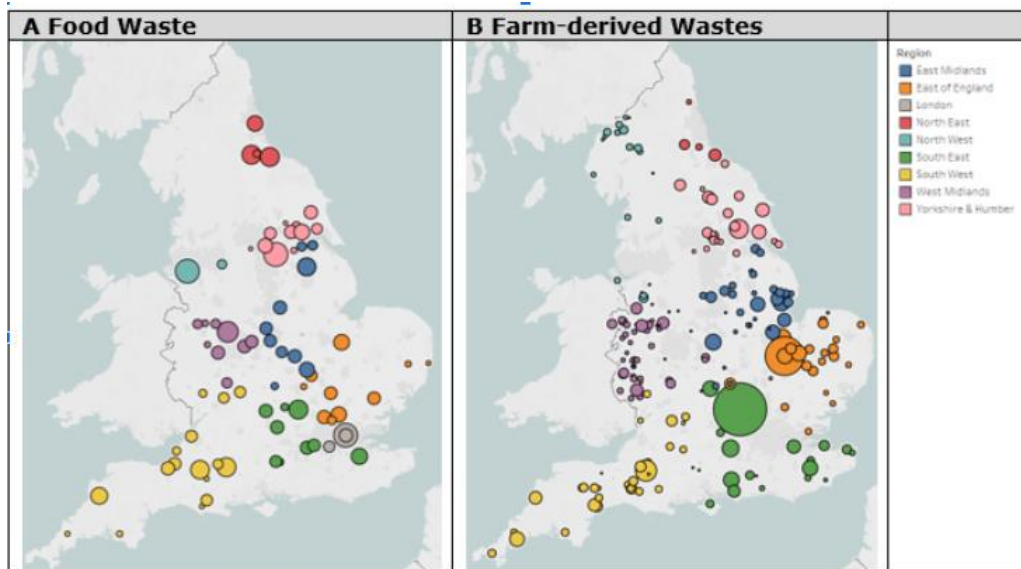 A Food Waste
B Farm-derived Wastes
Region
East Midlands
East of England
London
North East
North West
South East
South West
West Midlands
Yorkshire & Humber